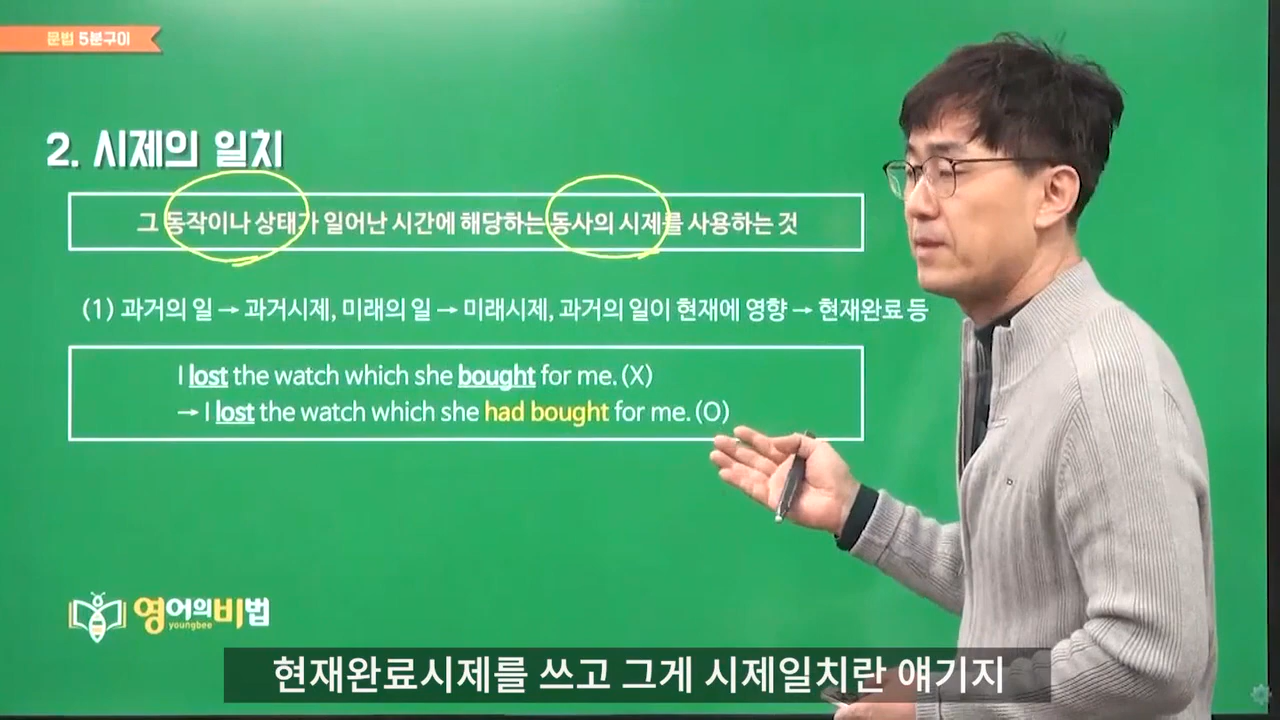 문법 5분구이
2. 시제의 일치
그 동작이나 상태가 일어난 시간에 해당하는 동사의 시제를 사용하는 것
(1) 과거의 일 → 과거시제, 미래의 일 → 미래시제, 과거의 일이 현재에 영향 → 현재완료 등
I lost the watch which she bought for me. (X)
→ I lost the watch which she had bought for me. (O)
영어의비법
youngbee
현재완료시제를 쓰고 그게 시제일치란 얘기지